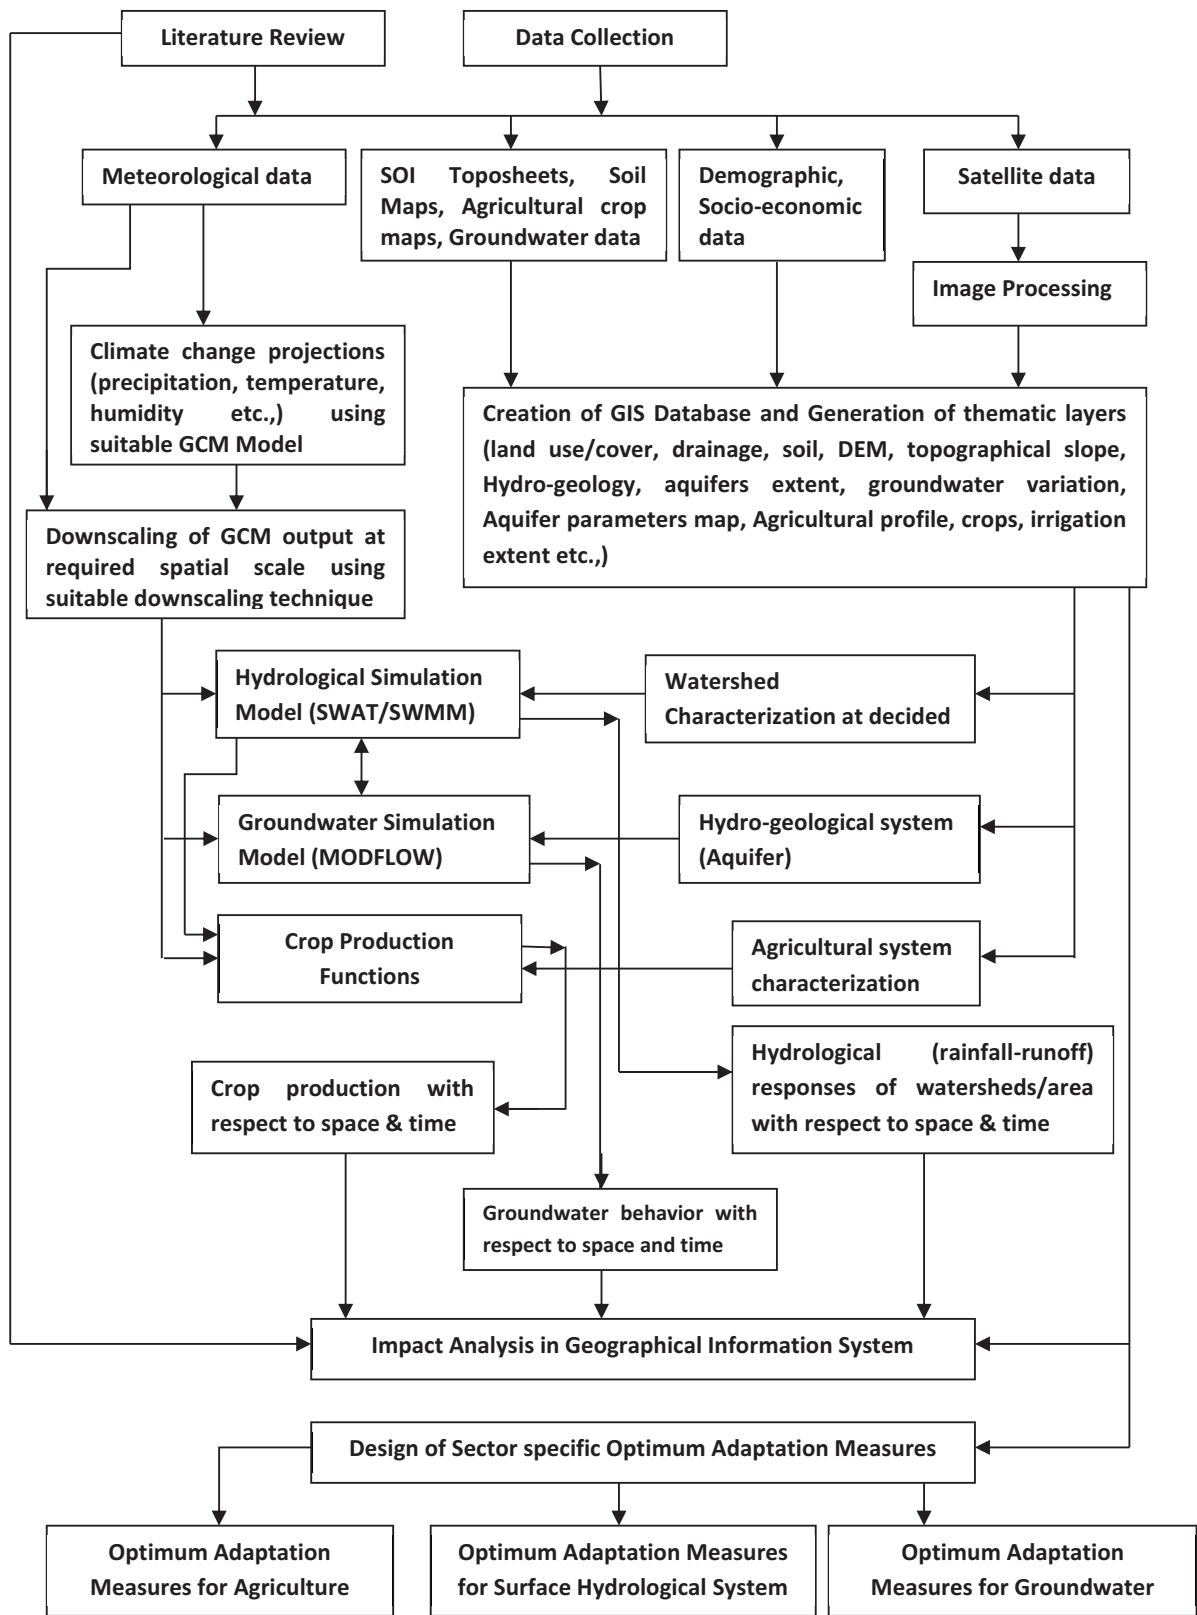 Literature Review
Data Collection
Meteorological data
SOI Toposheets, Soil
Maps, Agricultural crop
maps, Groundwater data
Demographic,
Socio-economic
data
Satellite data
Image Processing
Climate change projections
(precipitation, temperature,
humidity etc.,) using
suitable GCM Model
Creation of GIS Database and Generation of thematic layers
(land use/cover, drainage, soil, DEM, topographical slope,
Hydro-geology, aquifers extent, groundwater variation,
Aquifer parameters map, Agricultural profile, crops, irrigation
extent etc.,)
Downscaling of GCM output at
required spatial scale using
suitable downscaling technique
Hydrological Simulation
Model (SWAT/SWMM)
Watershed
Characterization at decided
Groundwater Simulation
Model (MODFLOW)
Hydro-geological system
(Aquifer)
Crop Production
Functions
Agricultural system
characterization
Hydrological (rainfall-runoff)
responses of watersheds/area
with respect to space & time
Crop production with
respect to space & time
Groundwater behavior with
respect to space and time
Impact Analysis in Geographical Information System
Design of Sector specific Optimum Adaptation Measures
Optimum Adaptation
Measures for Agriculture
Optimum Adaptation Measures
for Surface Hydrological System
Optimum Adaptation
Measures for Groundwater